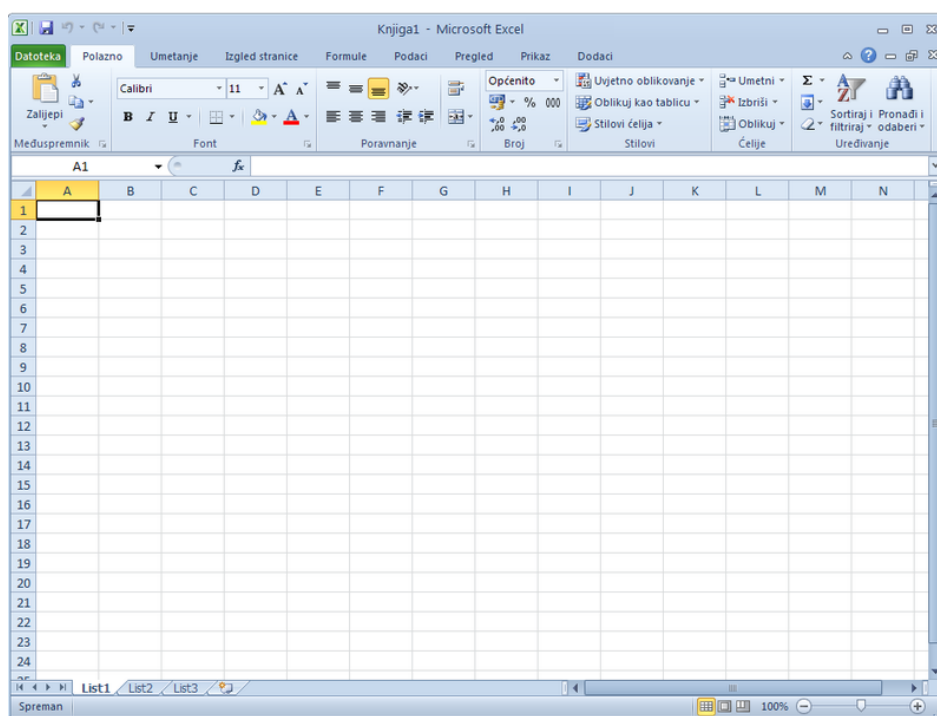 Knjiga1 - Microsoft Excel
Datoteka Polazno Umetanje Izgled stranice Formule Podaci Pregled Prikaz Dodaci
Zalijepi
Međuspremnik
Calibri 11
B I U A
Font
Poravnanje
Općenito
% 000
Broj
Uvjetno oblikovanje
Oblikuj kao tablicu
Stilovi ćelija
Stilovi
Umetni
Izbriši
Oblikuj
Ćelije
Σ
Sortiraj i filtriraj
Pronađi i odaberi
Uređivanje
A1 fx
A B C D E F G H I J K L M N
1
2
3
4
5
6
7
8
9
10
11
12
13
14
15
16
17
18
19
20
21
22
23
24
List1 List2 List3
Spreman 100%